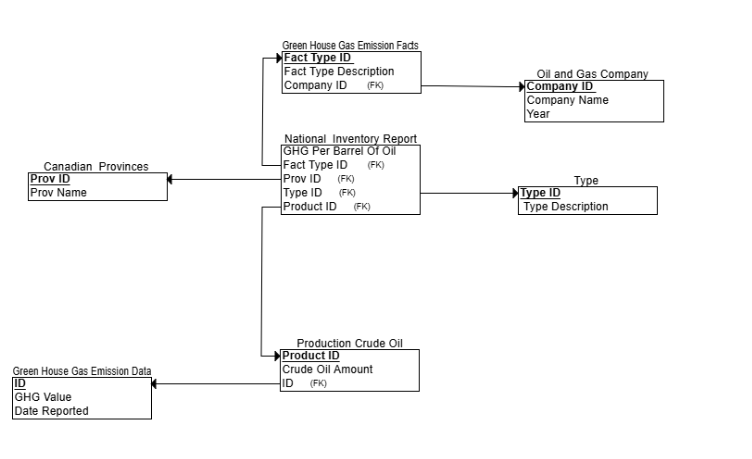 Green House Gas Emission Facts
Fact Type ID
Fact Type Description
Company ID (FK)
Oil and Gas Company
Company ID
Company Name
Year
National Inventory Report
GHG Per Barrel Of Oil
Fact Type ID (FK)
Prov ID (FK)
Type ID (FK)
Product ID (FK)
Canadian Provinces
Prov ID
Prov Name
Type
Type ID
Type Description
Production Crude Oil
Product ID
Crude Oil Amount
ID (FK)
Green House Gas Emission Data
ID
GHG Value
Date Reported